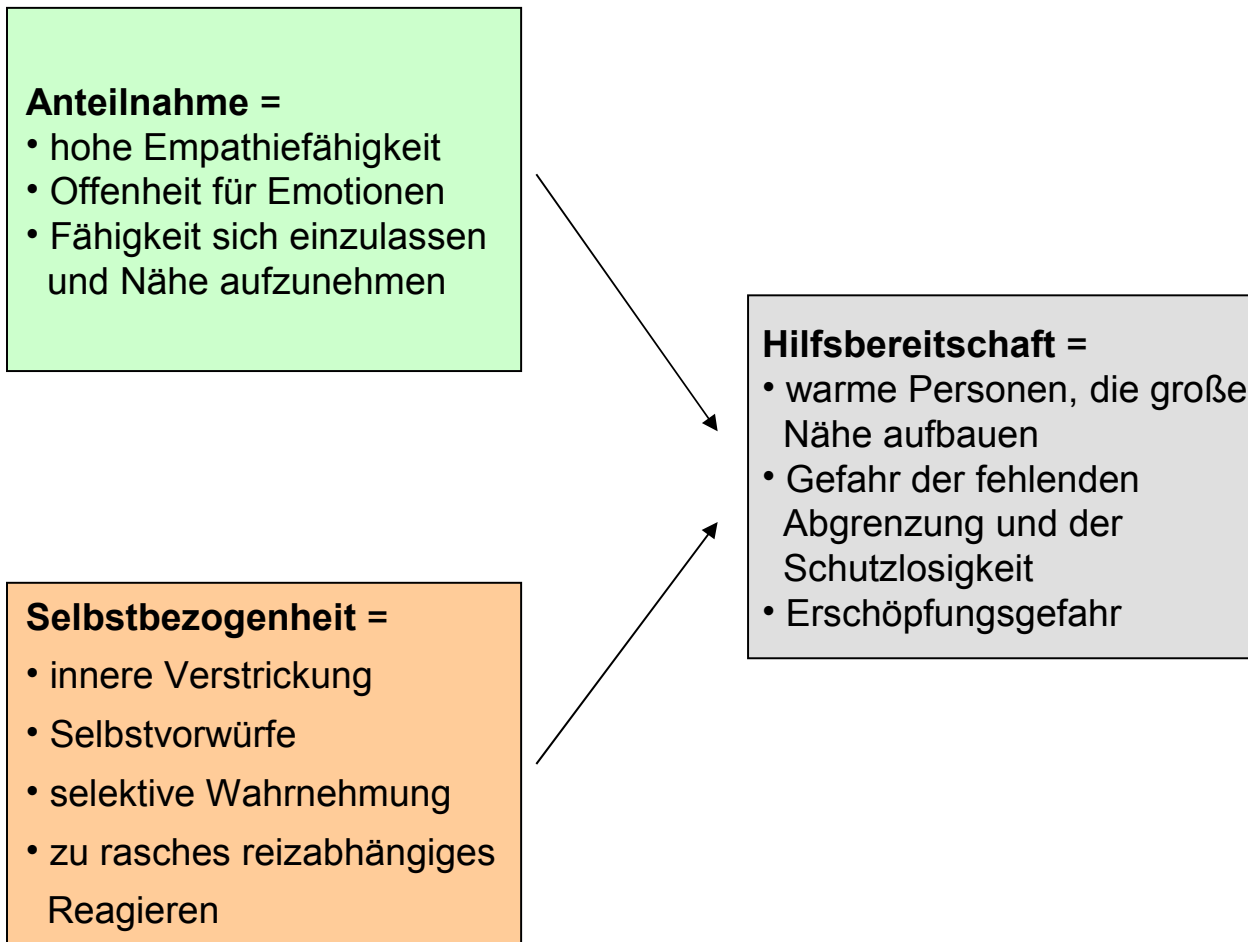 Anteilnahme =
• hohe Empathiefähigkeit
• Offenheit für Emotionen
• Fähigkeit sich einzulassen
und Nähe aufzunehmen
Hilfsbereitschaft =
• warme Personen, die große
Nähe aufbauen
• Gefahr der fehlenden
Abgrenzung und der
Schutzlosigkeit
• Erschöpfungsgefahr
Selbstbezogenheit =
• innere Verstrickung
• Selbstvorwürfe
• selektive Wahrnehmung
• zu rasches reizabhängiges
Reagieren